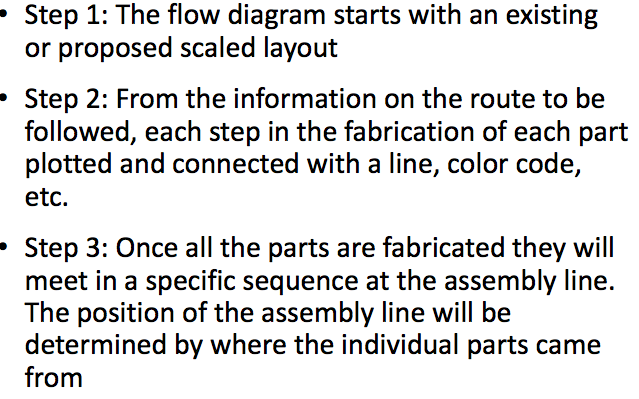 • Step 1: The flow diagram starts with an existing
or proposed scaled layout
• Step 2: From the information on the route to be
followed, each step in the fabrication of each part
plotted and connected with a line, color code,
etc.
• Step 3: Once all the parts are fabricated they will
meet in a specific sequence at the assembly line.
The position of the assembly line will be
determined by where the individual parts came
from